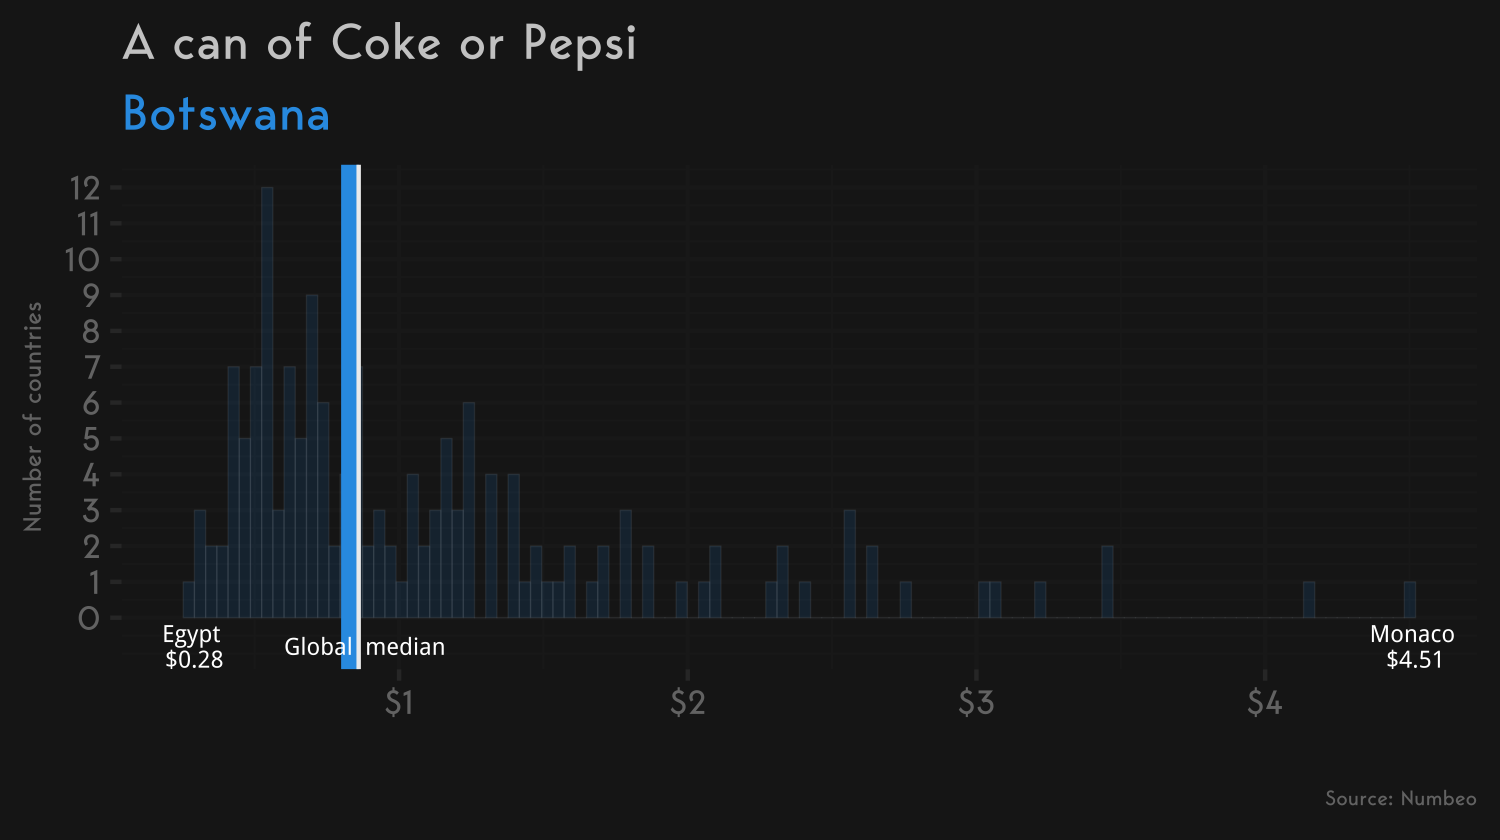 A can of Coke or Pepsi
Botswana
Number of countries
12
11
10
9
8
7
6
5
4
3
2
1
0
Egypt
$0.28
Global median
Monaco
$4.51
$1
$2
$3
$4
Source: Numbeo